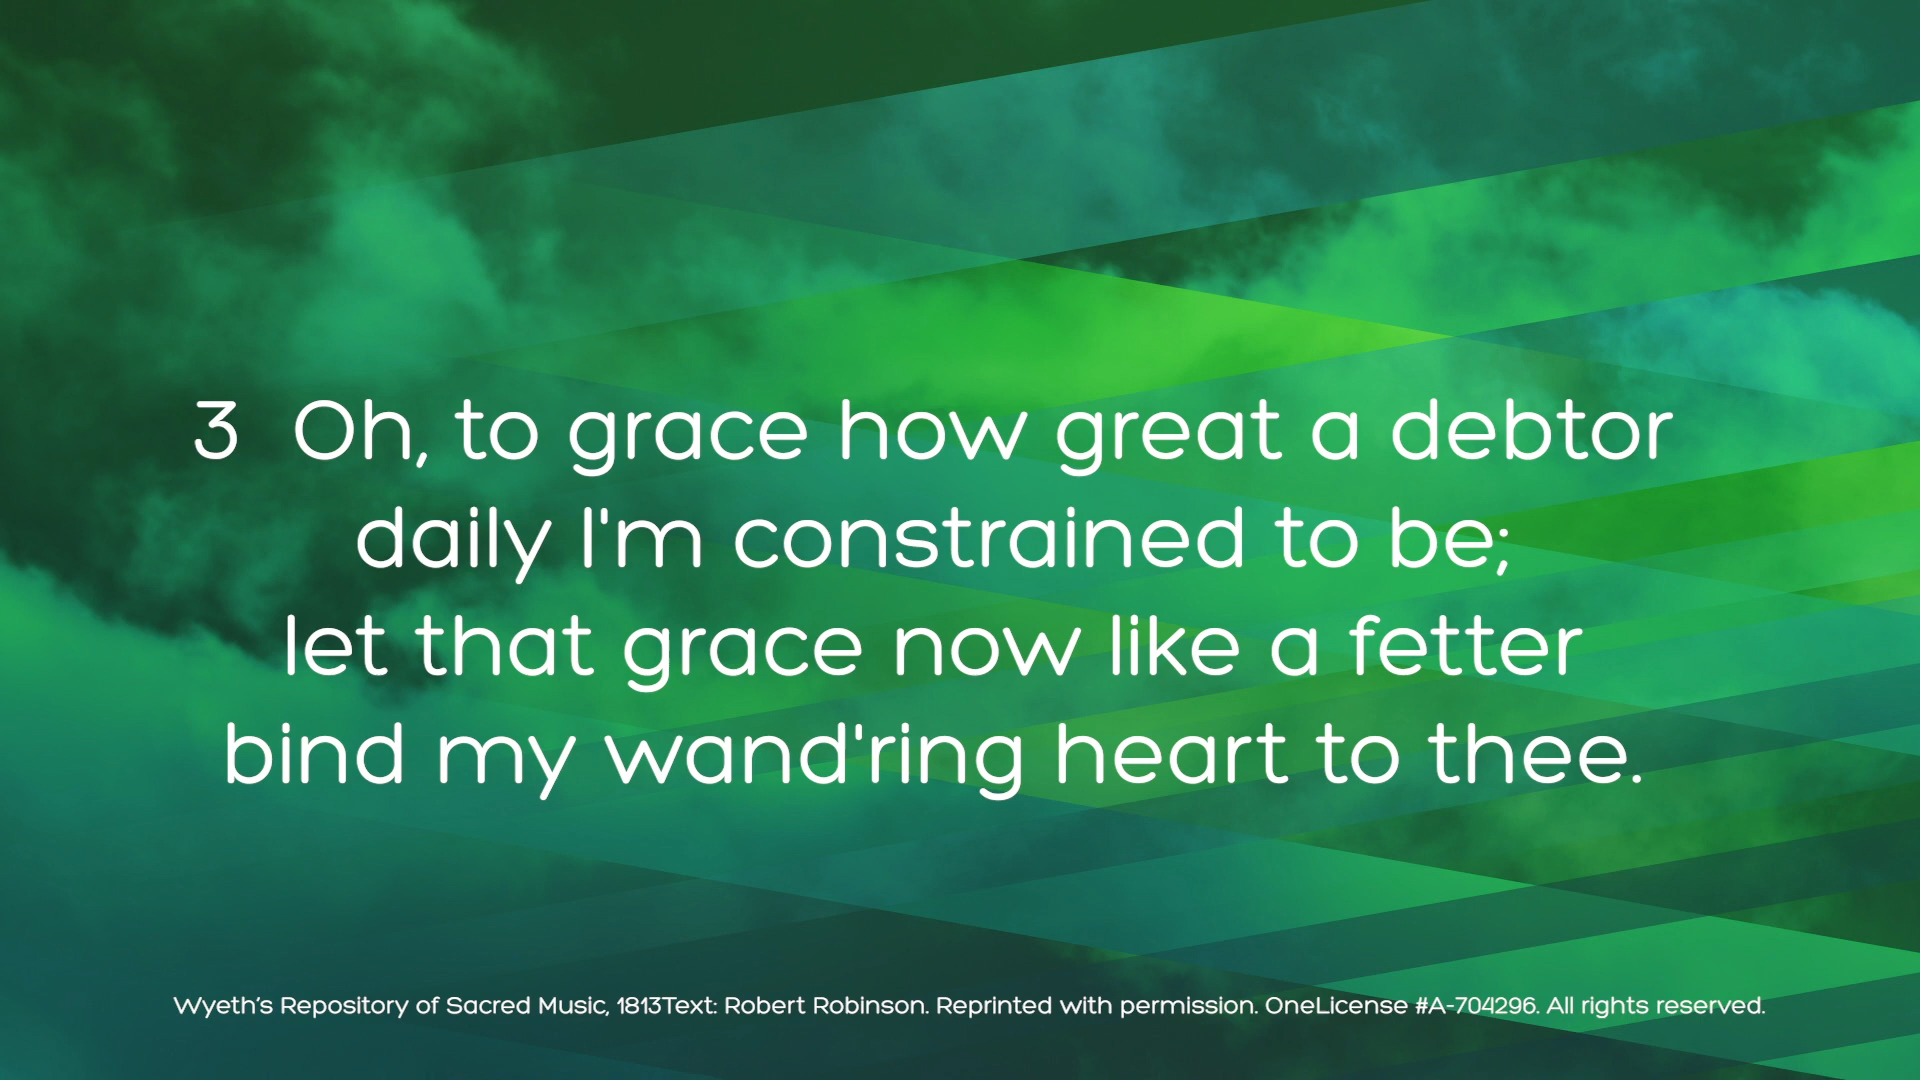 3 Oh, to grace how great a debtor
daily I'm constrained to be;
let that grace now like a fetter
bind my wand'ring heart to thee.
Wyeth’s Repository of Sacred Music, 1813Text: Robert Robinson. Reprinted with permission. OneLicense #A-704296. All rights reserved.